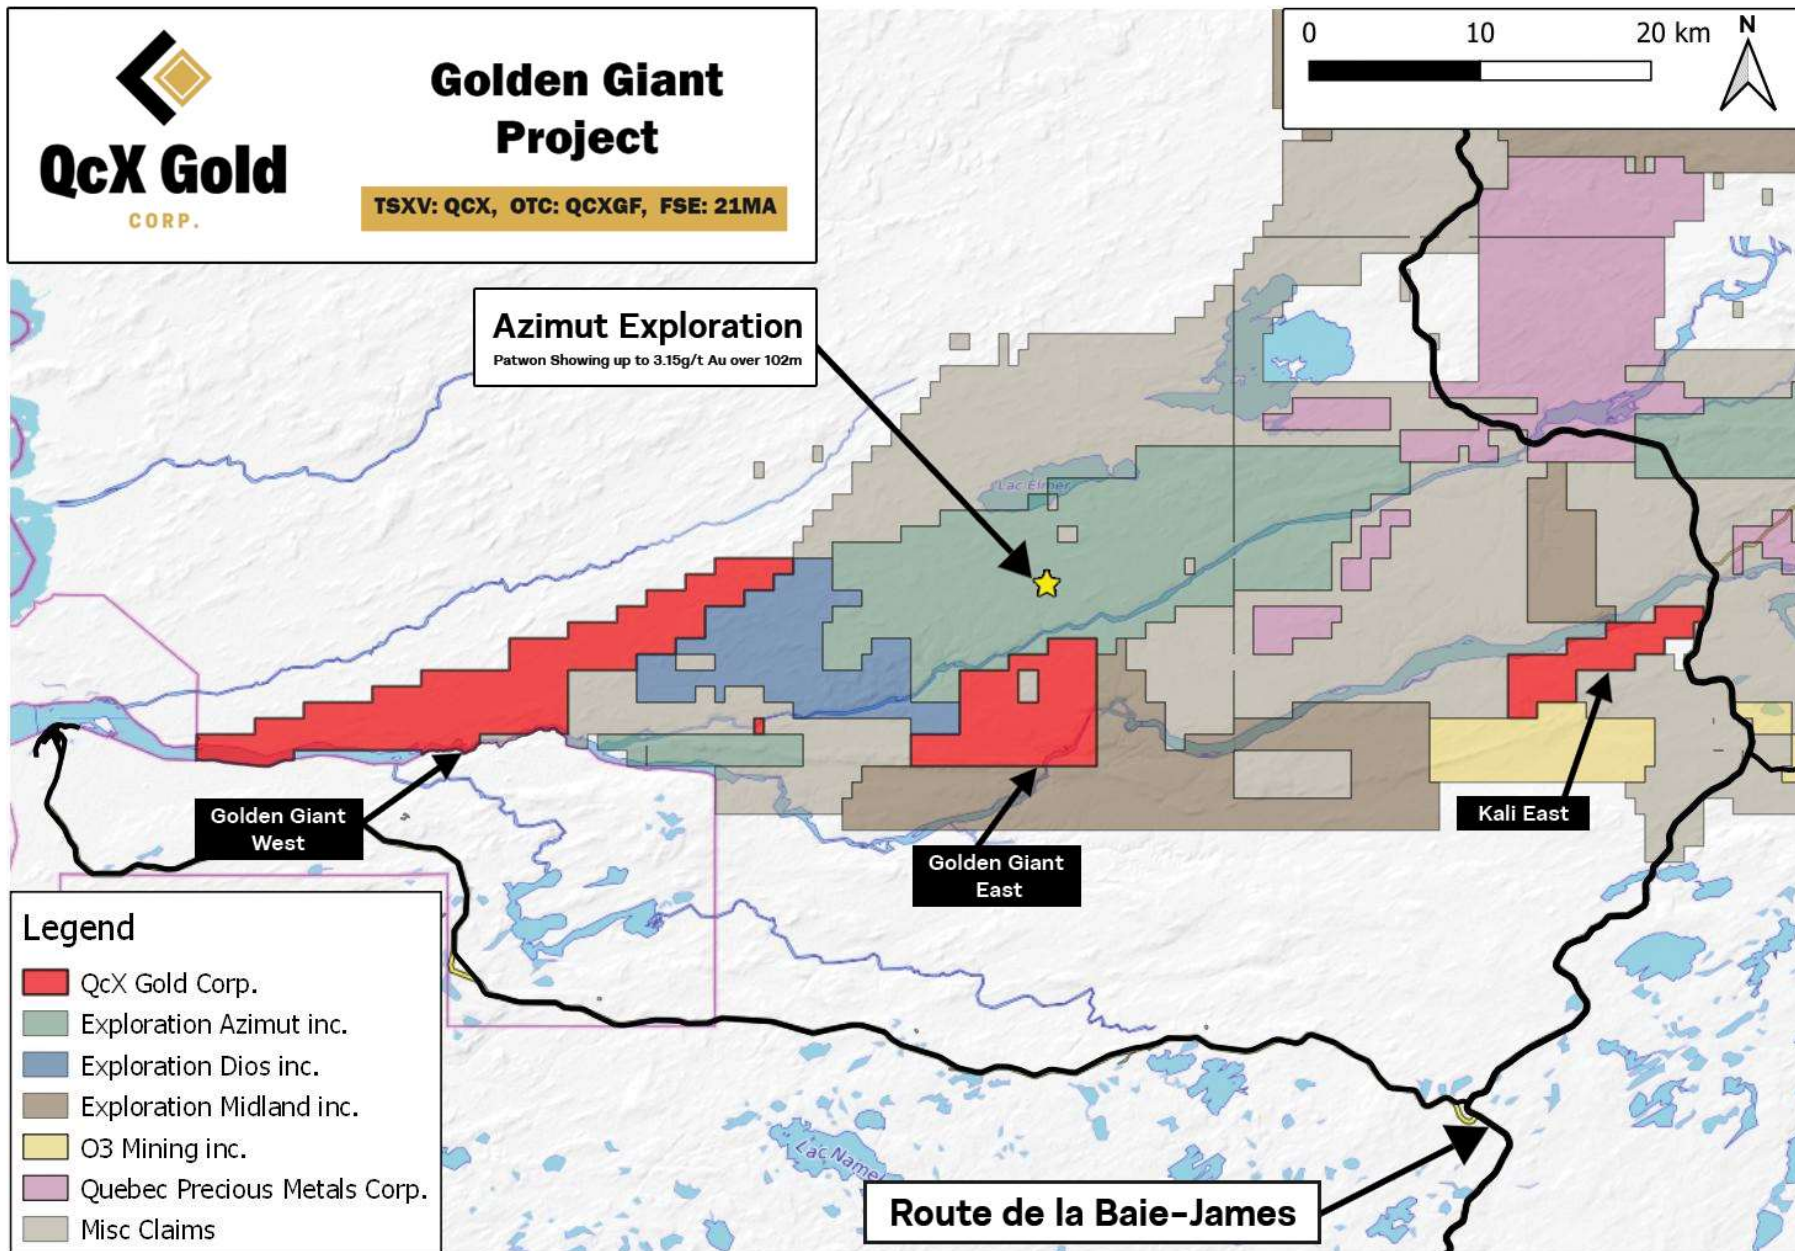 QcX Gold
CORP.
Golden Giant
Project
TSXV: QCX, OTC: QCXGF, FSE: 21MA
0 10 20 km
N
Azimut Exploration
Patwon Showing up to 3.15g/t Au over 102m
Lac Elmer
Golden Giant
West
Golden Giant
East
Kali East
Legend
QcX Gold Corp.
Exploration Azimut inc.
Exploration Dios inc.
Exploration Midland inc.
O3 Mining inc.
Quebec Precious Metals Corp.
Misc Claims
Lac Namer
Route de la Baie-James